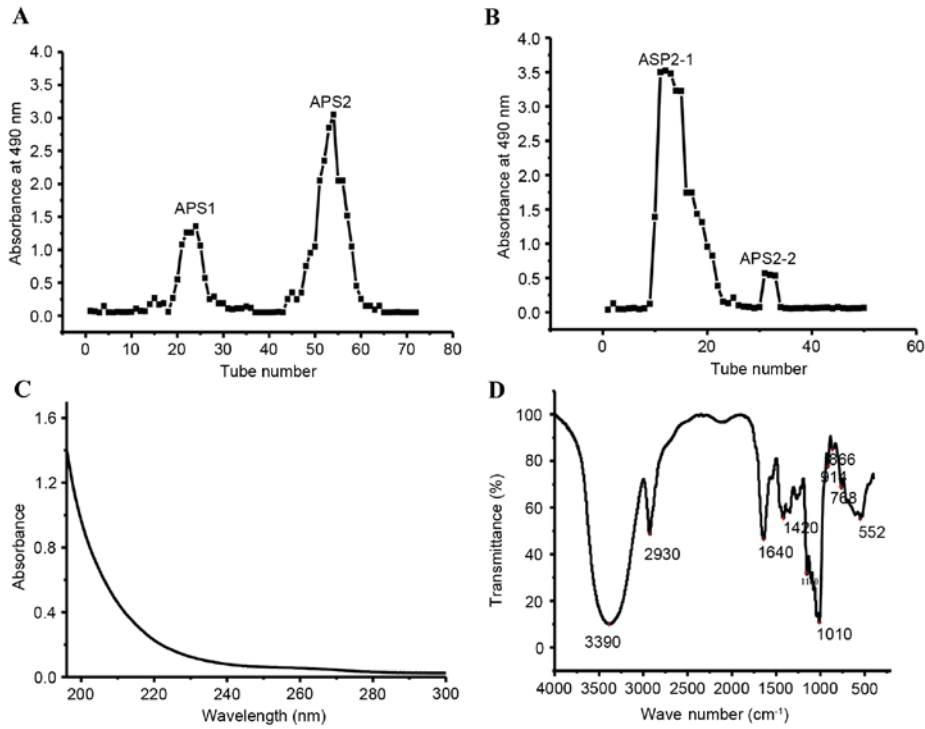 A
4.0
3.5
3.0
2.5
2.0
1.5
1.0
0.5
0.0
Absorbance at 490 nm
APS1
APS2
0 10 20 30 40 50 60 70 80
Tube number
B
4.0
3.5
3.0
2.5
2.0
1.5
1.0
0.5
0.0
Absorbance at 490 nm
ASP2-1
APS2-2
0 20 40 60
Tube number
C
1.6
1.2
0.8
0.4
0.0
Absorbance
200 220 240 260 280 300
Wavelength (nm)
D
100
80
60
40
20
0
Transmittance (%)
3390
2930
1640
1420
1010
914
866
768
552
4000 3500 3000 2500 2000 1500 1000 500
Wave number (cm⁻¹)